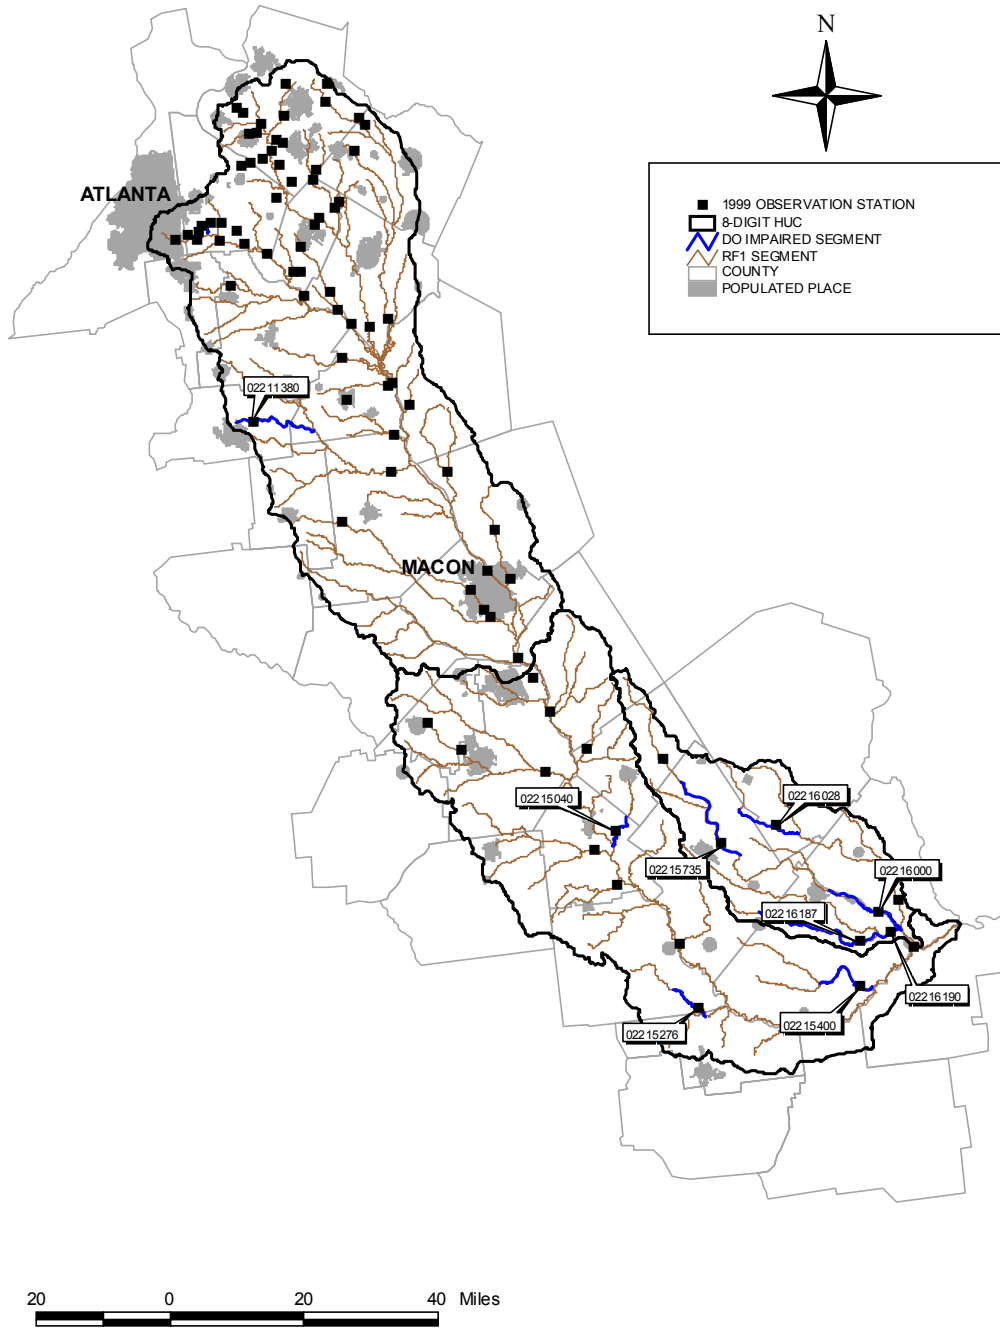 N
ATLANTA
1999 OBSERVATION STATION
8-DIGIT HUC
DO IMPAIRED SEGMENT
RF1 SEGMENT
COUNTY
POPULATED PLACE
02211380
MACON
02215040
02216028
02215735
02216000
02216187
02216190
02215400
02215276
20 0 20 40 Miles